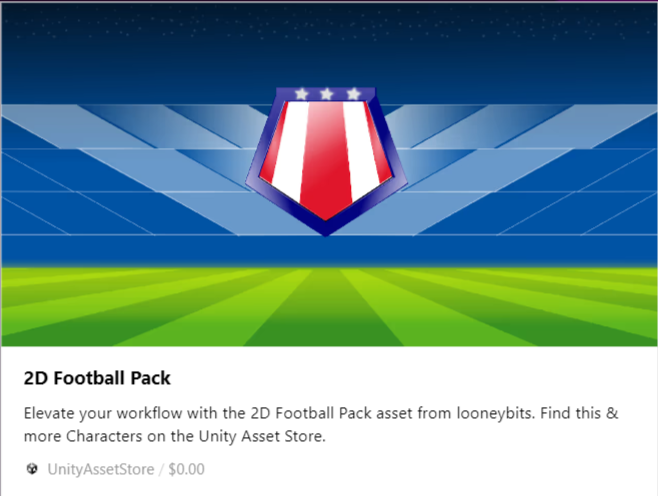 2D Football Pack
Elevate your workflow with the 2D Football Pack asset from looneybits. Find this &
more Characters on the Unity Asset Store.
UnityAssetStore / $0.00